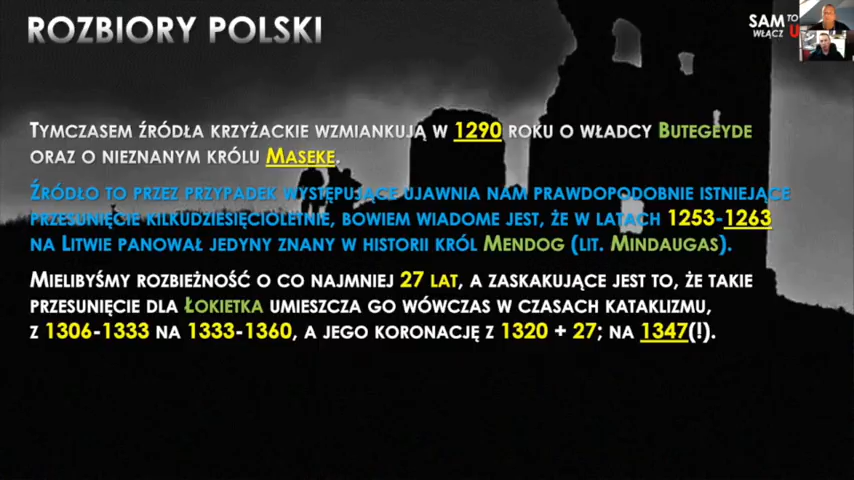 ROZBIORY POLSKI
SAM TO
WŁĄCZ U
TYMCZASEM ŹRÓDŁA KRZYŻACKIE WZMIANKUJĄ W 1290 ROKU O WŁADCY BUTEGEYDE
ORAZ O NIEZNANYM KRÓLU MASEKE.
ŹRÓDŁO TO PRZEZ PRZYPADEK WYSTĘPUJĄCE UJAWNIA NAM PRAWDOPODOBNIE ISTNIEJĄCE
PRZESUNIĘCIE KILKUDZIESIĘCIOLETNIE, BOWIEM WIADOME JEST, ŻE W LATACH 1253-1263
NA LITWIE PANOWAŁ JEDYNY ZNANY W HISTORII KRÓL MENDOG (LIT. MINDAUGAS).
MIELIBYŚMY ROZBIEŻNOŚĆ O CO NAJMNIEJ 27 LAT, A ZASKAKUJĄCE JEST TO, ŻE TAKIE
PRZESUNIĘCIE DLA ŁOKIETKA UMIESZCZA GO WÓWCZAS W CZASACH KATAKLIZMU,
Z 1306-1333 NA 1333-1360, A JEGO KORONACJĘ Z 1320 + 27; NA 1347(!).